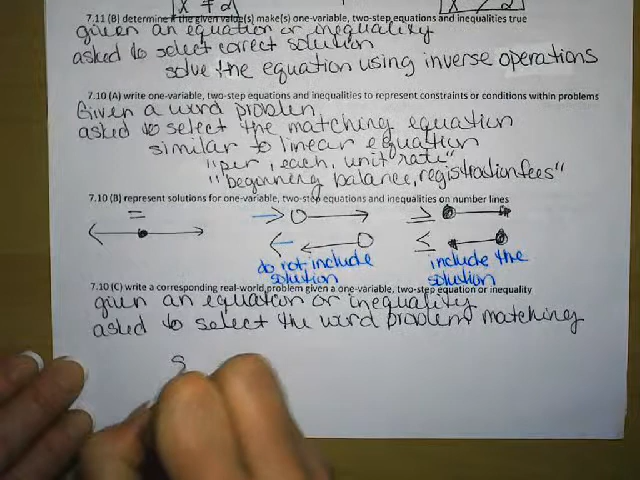 x ≠ 2
x > 2
7.11 (B) determine if the given value(s) make(s) one-variable, two-step equations and inequalities true
given an equation or inequality
asked to select correct solution
solve the equation using inverse operations
7.10 (A) write one-variable, two-step equations and inequalities to represent constraints or conditions within problems
Given a word problem
asked to select the matching equation
similar to linear equation
"per, each, unit rate"
"beginning balance, registration fees"
7.10 (B) represent solutions for one-variable, two-step equations and inequalities on number lines
= > ≥
< ≤
do not include solution
include the solution
7.10 (C) write a corresponding real-world problem given a one-variable, two-step equation or inequality
given an equation or inequality
asked to select the word problem matching
S